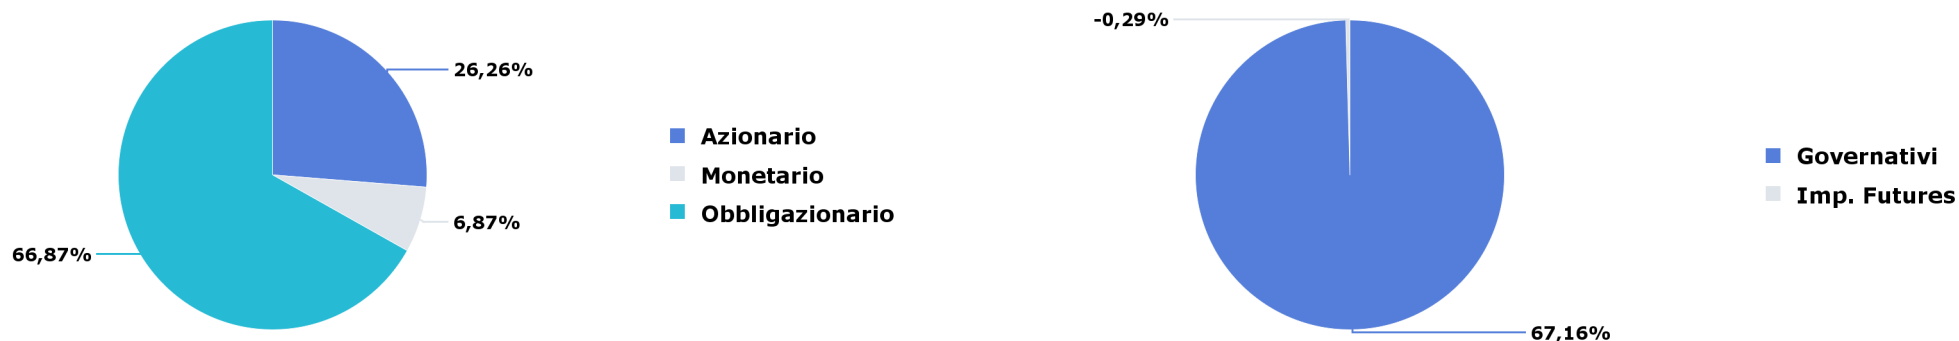 26,26%
6,87%
66,87%
Azionario
Monetario
Obbligazionario
-0,29%
67,16%
Governativi
Imp. Futures